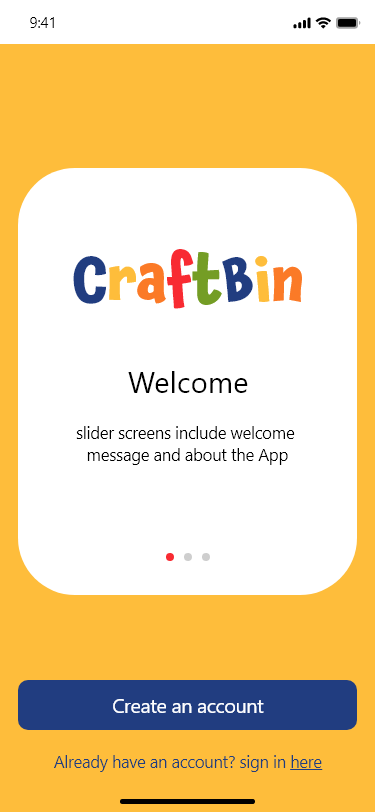 9:41
CraftBin
Welcome
slider screens include welcome
message and about the App
Create an account
Already have an account? sign in here